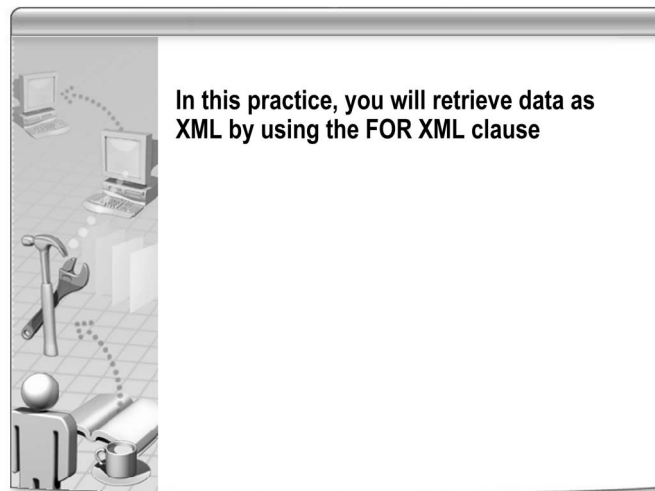 In this practice, you will retrieve data as
XML by using the FOR XML clause